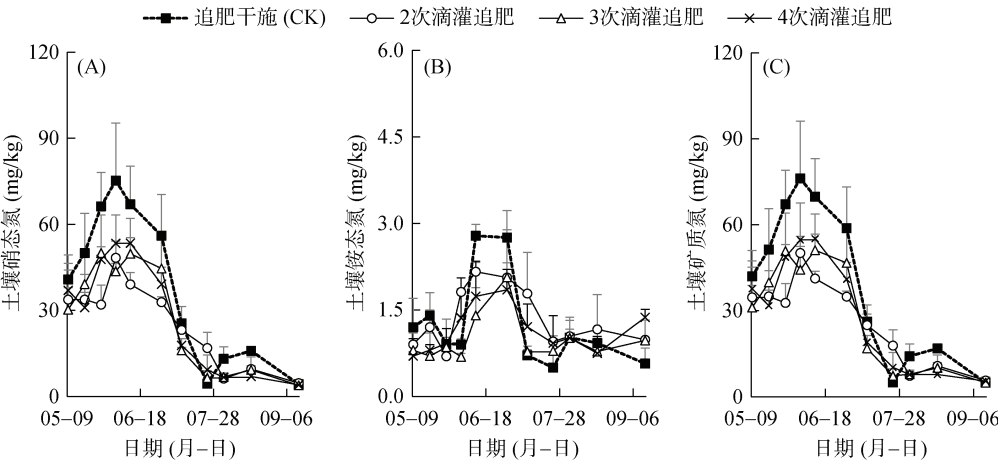 追肥干施 (CK) 2次滴灌追肥 3次滴灌追肥 4次滴灌追肥
(A)
土壤硝态氮 (mg/kg)
120
90
60
30
0
05–09 06–18 07–28 09–06
日期 (月–日)
(B)
土壤铵态氮 (mg/kg)
6.0
4.5
3.0
1.5
0.0
05–09 06–18 07–28 09–06
日期 (月–日)
(C)
土壤矿质氮 (mg/kg)
120
90
60
30
0
05–09 06–18 07–28 09–06
日期 (月–日)